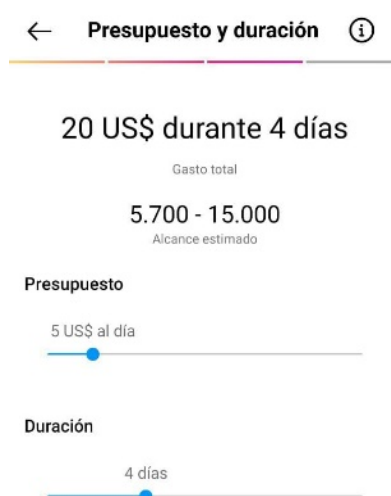 Presupuesto y duración
20 US$ durante 4 días
Gasto total
5.700 - 15.000
Alcance estimado
Presupuesto
5 US$ al día
Duración
4 días